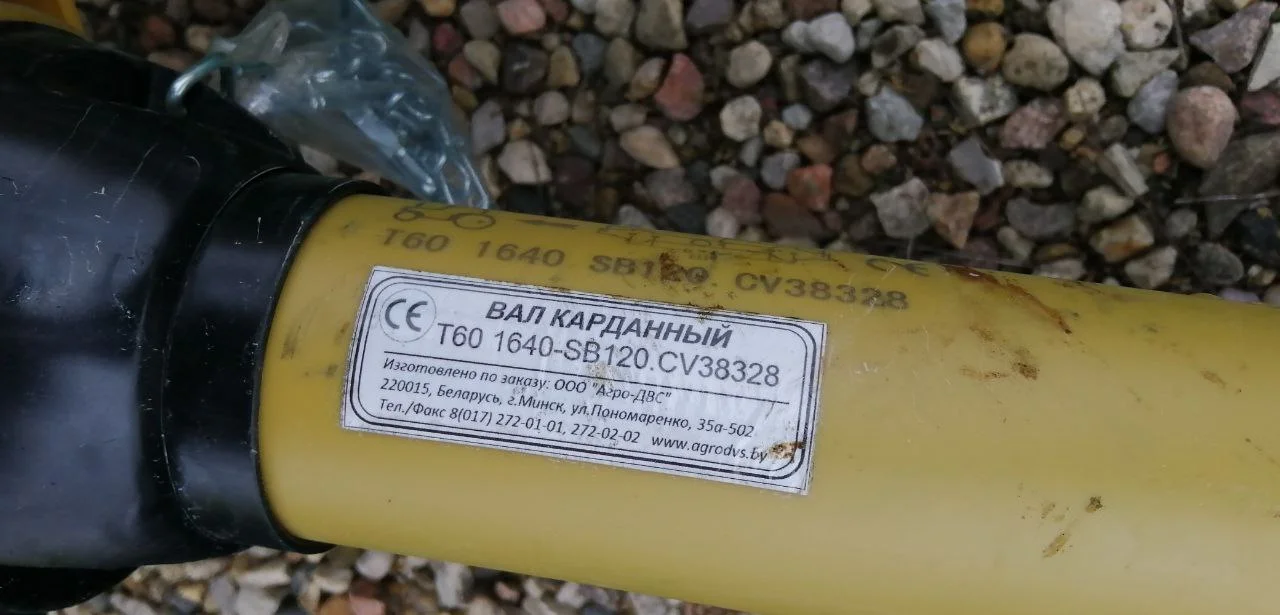 T60 1640 SB120. CV38328
CE
CE
ВАЛ КАРДАННЫЙ
T60 1640-SB120.CV38328
Изготовлено по заказу: ООО "Агро-ДВС"
220015, Беларусь, г.Минск, ул.Пономаренко, 35а-502
Тел./Факс 8(017) 272-01-01, 272-02-02 www.agrodvs.by